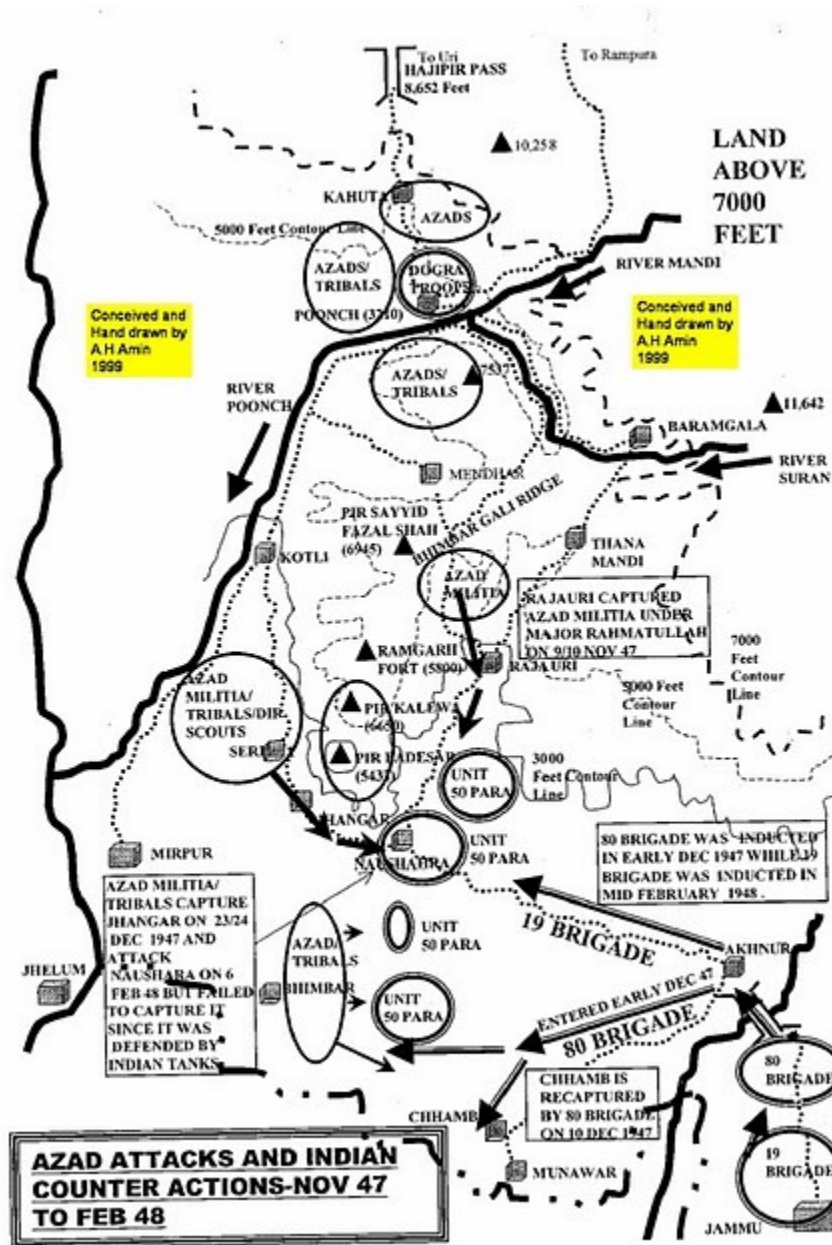 To Uri
HAJIPIR PASS
8,652 Feet
To Rampura
10,258
LAND
ABOVE
7000
FEET
KAHUTA
AZADS
5000 Feet Contour Line
AZADS/
TRIBALS
DOGRA
TROOPS
RIVER MANDI
POONCH
Conceived and
Hand drawn by
A.H Amin
1999
Conceived and
Hand drawn by
A.H Amin
1999
AZADS/
TRIBALS
RIVER
POONCH
11,642
BARAMGALA
RIVER
SURAN
MENDHAR
BHIMBAR GALI RIDGE
PIR SAYYID
FAZAL SHAH
(6945)
KOTLI
THANA
MANDI
AZAD/
MILITIA
RAJAURI CAPTURED
AZAD MILITIA UNDER
MAJOR RAHMATULLAH
ON 9/10 NOV 47
RAMGARH
FORT (5800)
RAJAURI
7000
Feet
Contour
Line
5000 Feet
Contour
Line
AZAD
MILITIA/
TRIBALS/DIR
SCOUTS
PIR KALEWA
PIR
3000
Feet Contour
Line
UNIT
50 PARA
NAUSHAHRA
UNIT
50 PARA
MIRPUR
80 BRIGADE WAS INDUCTED
IN EARLY DEC 1947 WHILE 19
BRIGADE WAS INDUCTED IN
MID FEBRUARY 1948 .
AZAD MILITIA/
TRIBALS CAPTURE
JHANGAR ON 23/24
DEC 1947 AND
ATTACK
NAUSHARA ON 6
FEB 48 BUT FAILED
TO CAPTURE IT
SINCE IT WAS
DEFENDED BY
INDIAN TANKS
JHELUM
AZAD/
TRIBALS
BHIMBAR
UNIT
50 PARA
UNIT
50 PARA
19 BRIGADE
AKHNUR
ENTERED EARLY DEC 47
80 BRIGADE
80
BRIGADE
CHHAMB IS
RECAPTURED
BY 80 BRIGADE
ON 10 DEC 1947
CHHAMB
MUNAWAR
19
BRIGADE
JAMMU
AZAD ATTACKS AND INDIAN
COUNTER ACTIONS-NOV 47
TO FEB 48